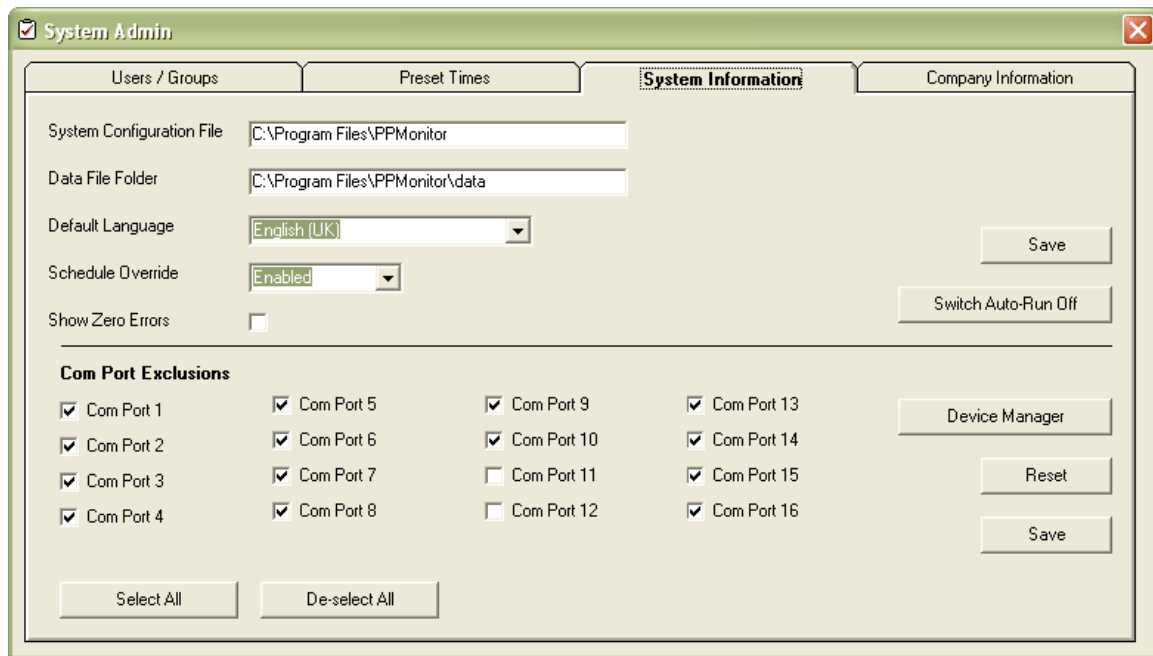 System Admin
Users / Groups
Preset Times
System Information
Company Information
System Configuration File
C:\Program Files\PPMonitor
Data File Folder
C:\Program Files\PPMonitor\data
Default Language
English (UK)
Save
Schedule Override
Enabled
Switch Auto-Run Off
Show Zero Errors
Com Port Exclusions
Com Port 1
Com Port 2
Com Port 3
Com Port 4
Com Port 5
Com Port 6
Com Port 7
Com Port 8
Com Port 9
Com Port 10
Com Port 11
Com Port 12
Com Port 13
Com Port 14
Com Port 15
Com Port 16
Device Manager
Reset
Save
Select All
De-select All